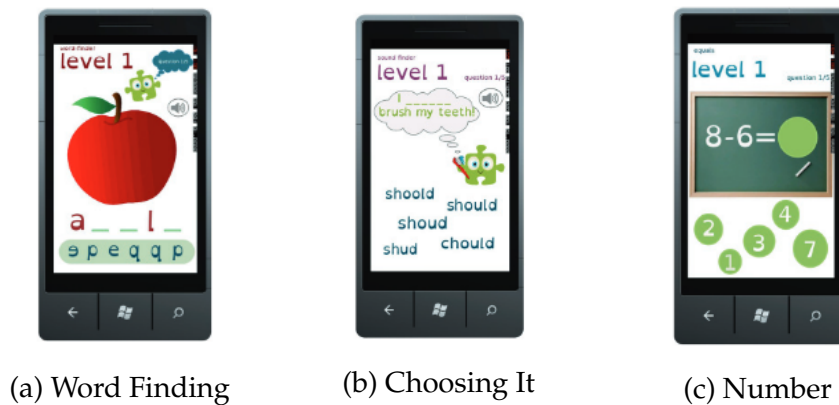 word finder
level 1
question 1/5
a _ _ l _
ɘ p e q q p
(a) Word Finding
sound finder
level 1
question 1/6
I ______
brush my teeth!
shoold
should
shoud
shud
chould
(b) Choosing It
equals
level 1
question 1/5
8-6=
2
4
3
7
1
(c) Number